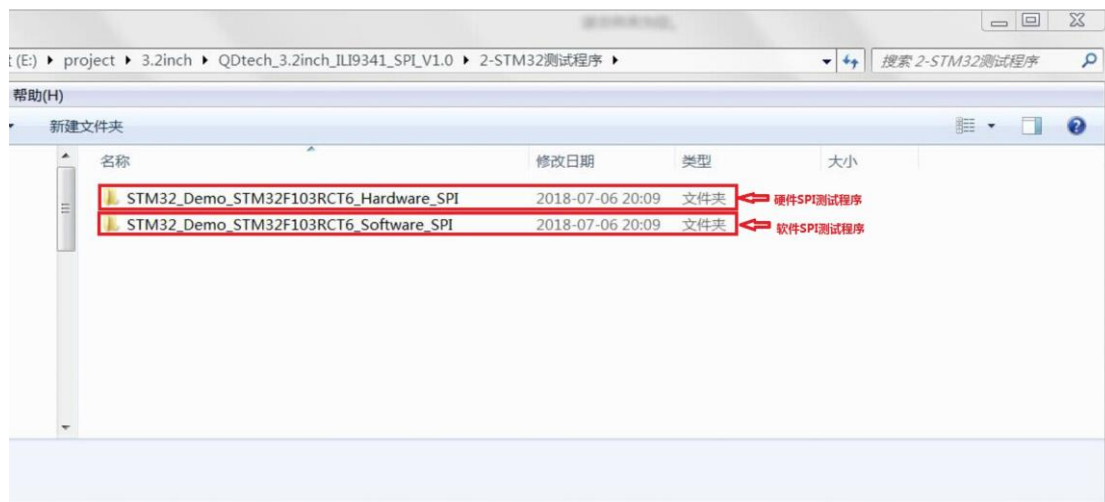 (E:) ▸ project ▸ 3.2inch ▸ QDtech_3.2inch_ILI9341_SPI_V1.0 ▸ 2-STM32测试程序 ▸ 搜索 2-STM32测试程序
帮助(H)
新建文件夹
名称 修改日期 类型 大小
STM32_Demo_STM32F103RCT6_Hardware_SPI 2018-07-06 20:09 文件夹 硬件SPI测试程序
STM32_Demo_STM32F103RCT6_Software_SPI 2018-07-06 20:09 文件夹 软件SPI测试程序